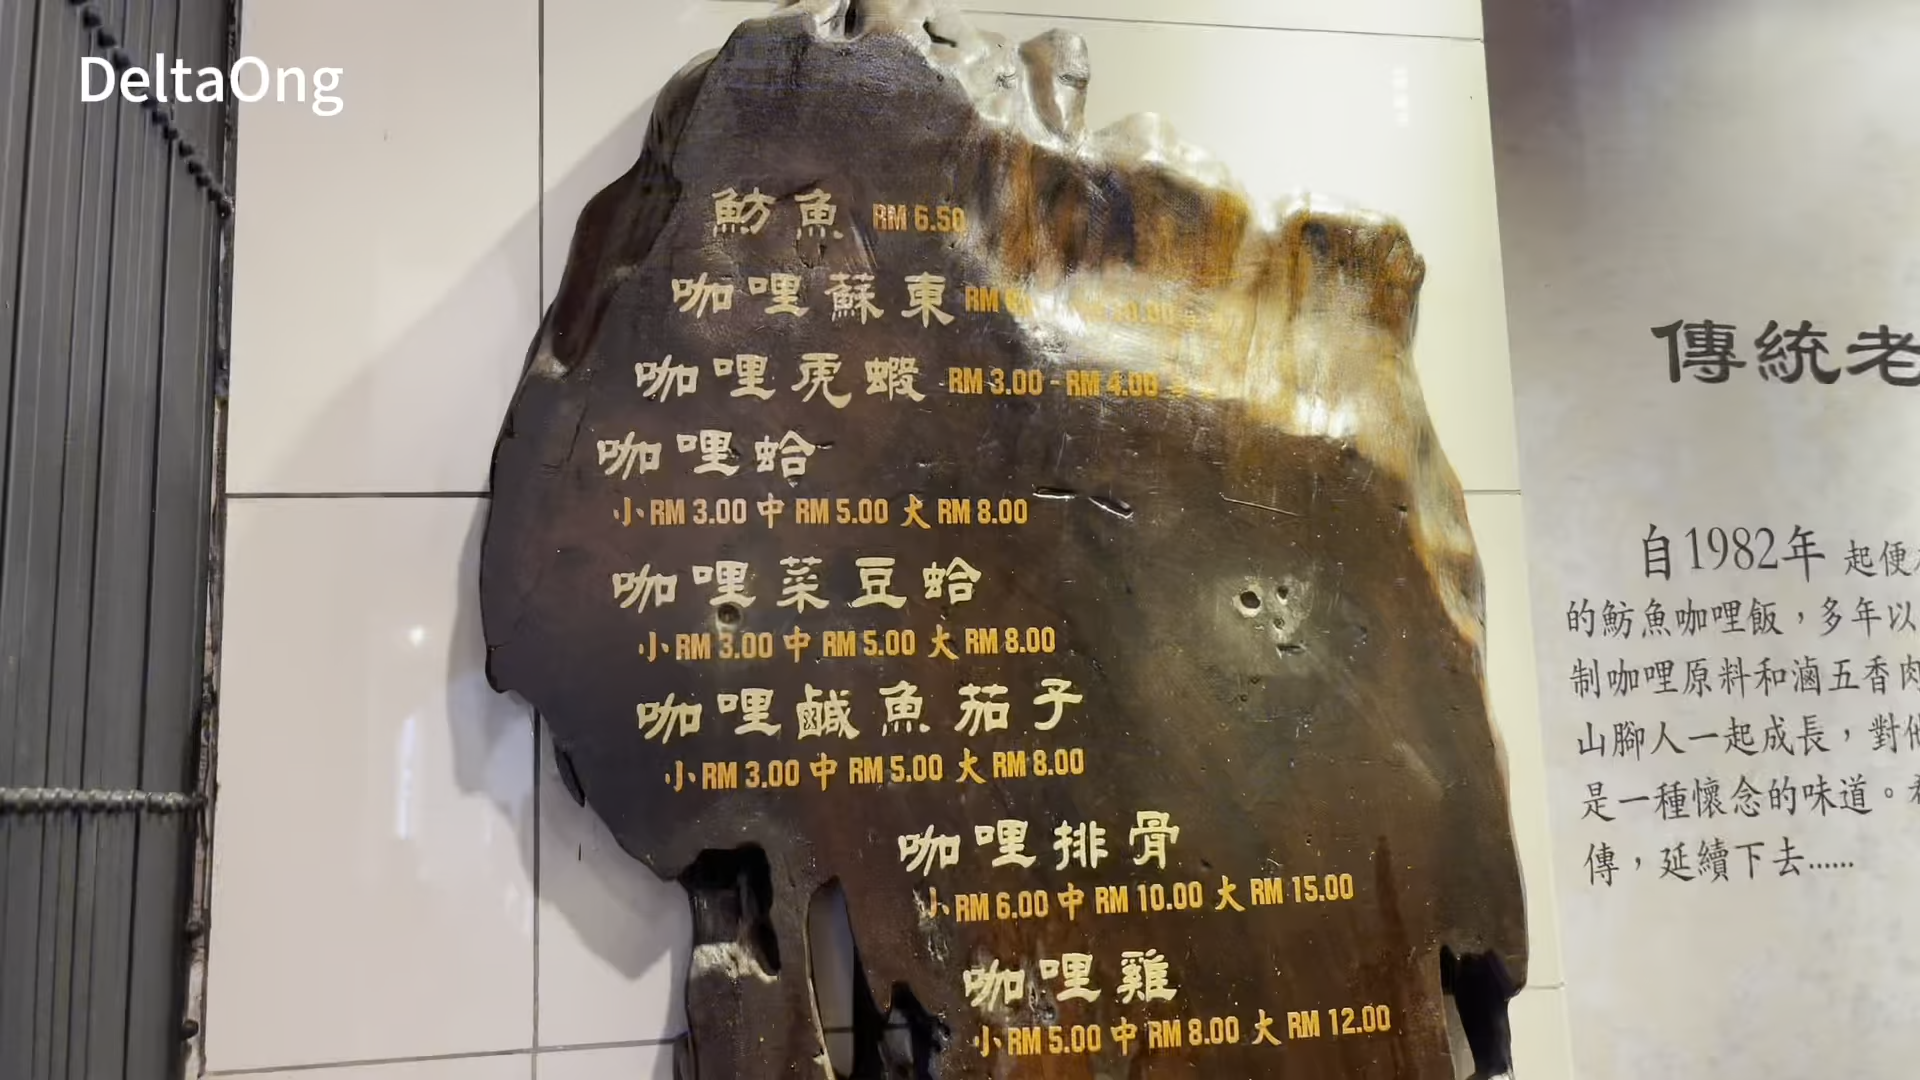 DeltaOng
魴魚 RM 6.50
咖哩蘇東 RM
咖哩虎蝦 RM 3.00 - RM 4.00
咖哩蛤
小 RM 3.00 中 RM 5.00 大 RM 8.00
咖哩菜豆蛤
小 RM 3.00 中 RM 5.00 大 RM 8.00
咖哩鹹魚茄子
小 RM 3.00 中 RM 5.00 大 RM 8.00
咖哩排骨
小 RM 6.00 中 RM 10.00 大 RM 15.00
咖哩雞
小 RM 5.00 中 RM 8.00 大 RM 12.00
傳統老
自1982年 起便
的魴魚咖哩飯，多年以
制咖哩原料和滷五香肉
山腳人一起成長，對他
是一種懷念的味道。
傳，延續下去......